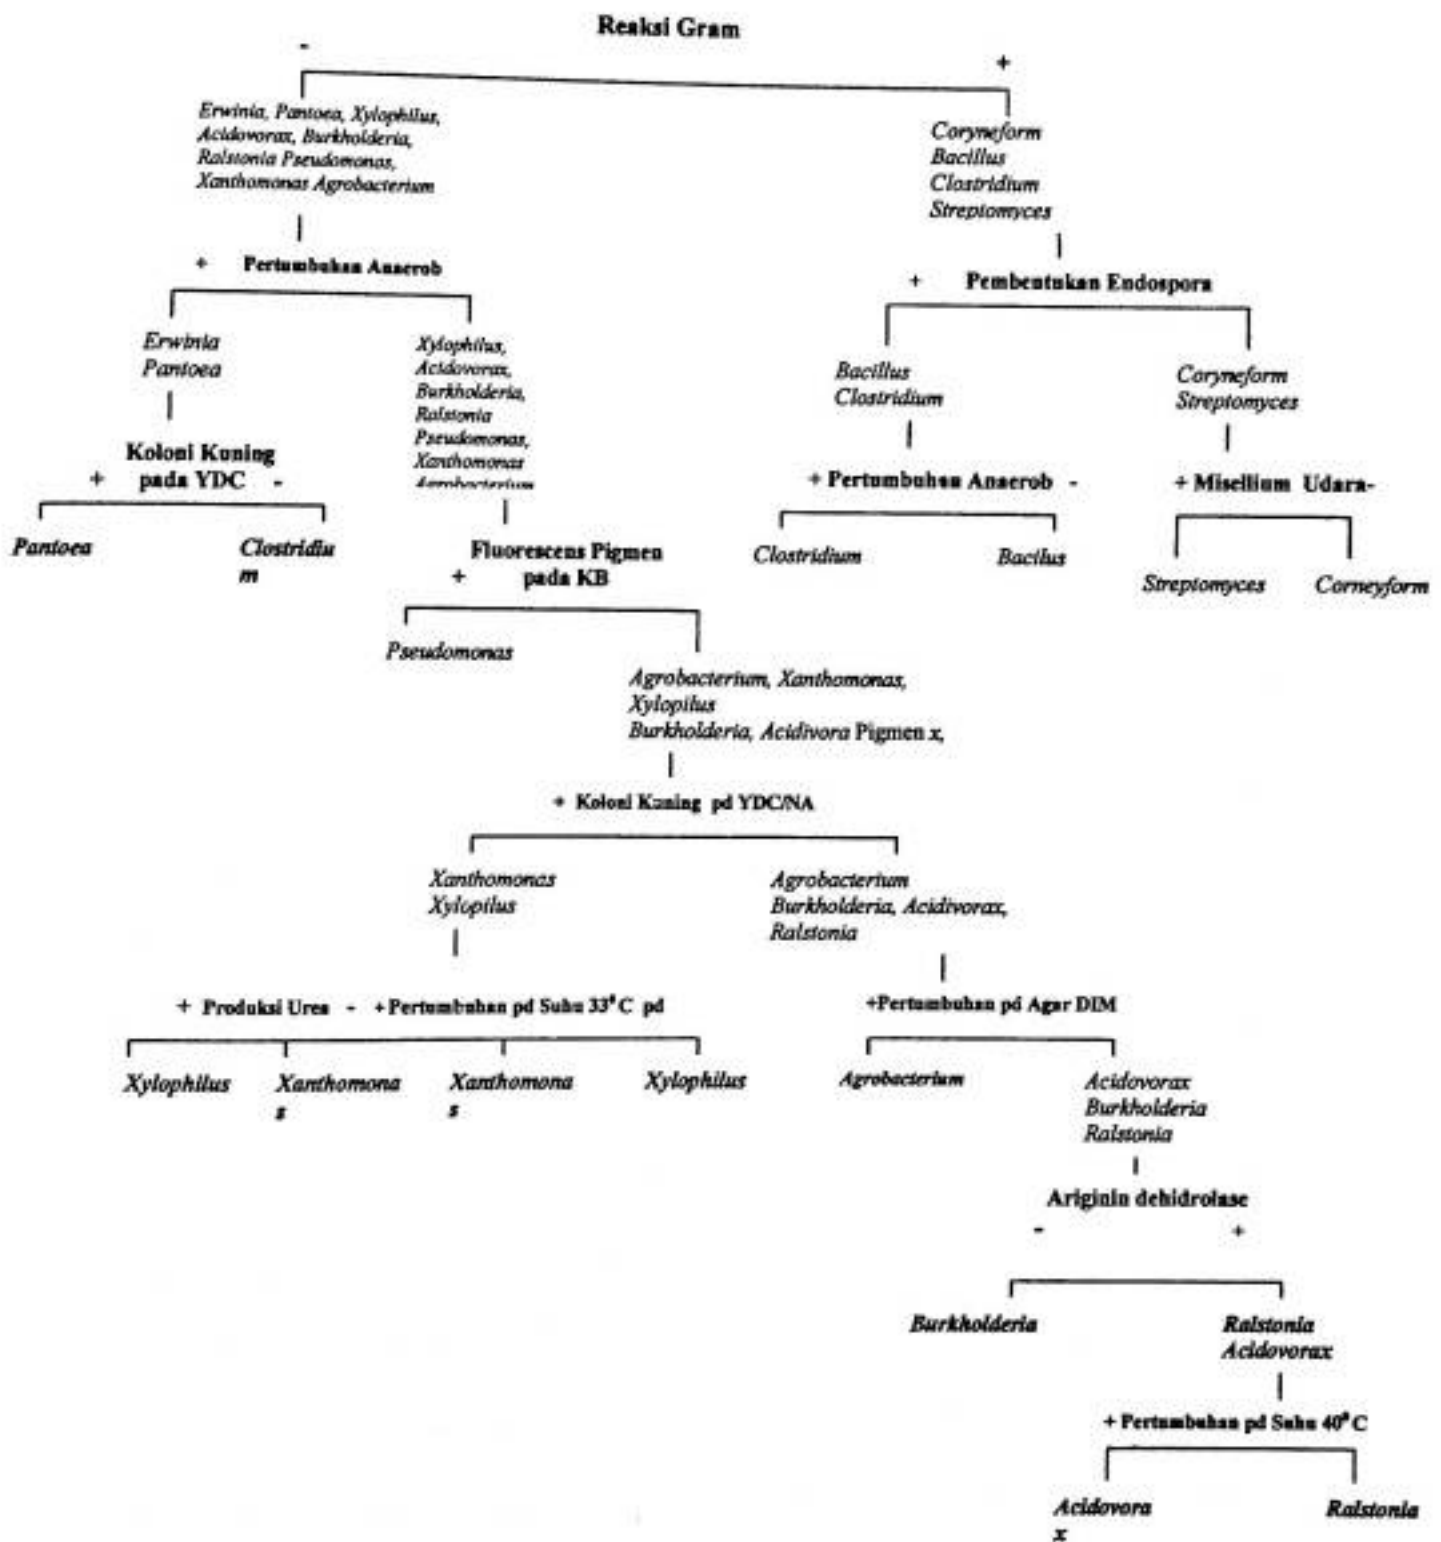 Reaksi Gram
-
+
Erwinia, Pantoea, Xylophilus,
Acidovorax, Burkholderia,
Ralstonia Pseudomonas,
Xanthomonas Agrobacterium
Coryneform
Bacillus
Clostridium
Streptomyces
+ Pertumbuhan Anaerob
+ Pembentukan Endospora
Erwinia
Pantoea
Xylophilus,
Acidovorax,
Burkholderia,
Ralstonia
Pseudomonas,
Xanthomonas
Agrobacterium
Bacillus
Clostridium
Coryneform
Streptomyces
Koloni Kuning
+ pada YDC -
+ Pertumbuhan Anaerob -
+ Misellium Udara-
Pantoea
Clostridiu
m
Fluorescens Pigmen
+ pada KB
Clostridium
Bacilus
Streptomyces
Corneyform
Pseudomonas
Agrobacterium, Xanthomonas,
Xylopilus
Burkholderia, Acidivora Pigmen x,
+ Koloni Kuning pd YDC/NA
Xanthomonas
Xylopilus
Agrobacterium
Burkholderia, Acidivorax,
Ralstonia
+ Produksi Urea - +Pertumbuhan pd Suhu 33⁰ C pd
+Pertumbuhan pd Agar DIM
Xylophilus
Xanthomona
s
Xanthomona
s
Xylophilus
Agrobacterium
Acidovorax
Burkholderia
Ralstonia
Ariginin dehidrolase
- +
Burkholderia
Ralstonia
Acidovorax
+ Pertumbuhan pd Suhu 40⁰ C
Acidovora
x
Ralstonia